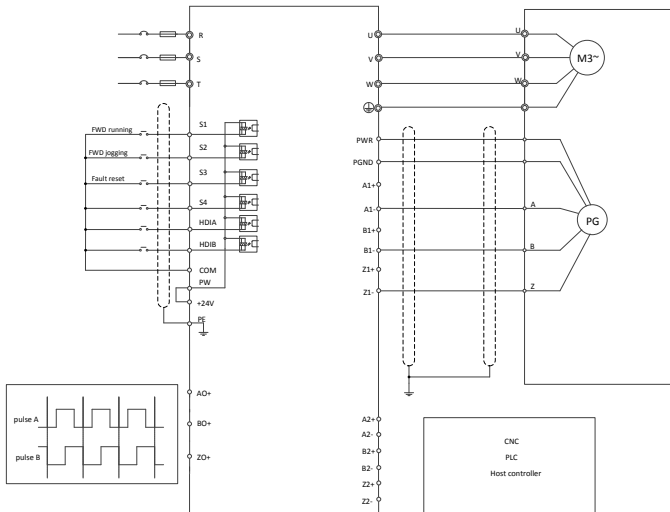 R
S
T
FWD running
FWD jogging
Fault reset
S1
S2
S3
S4
HDIA
HDIB
COM
PW
+24V
PE
AO+
BO+
ZO+
pulse A
pulse B
U
V
W
PWR
PGND
A1+
A1-
B1+
B1-
Z1+
Z1-
A2+
A2-
B2+
B2-
Z2+
Z2-
U
V
W
M3~
A
B
Z
PG
CNC
PLC
Host controller